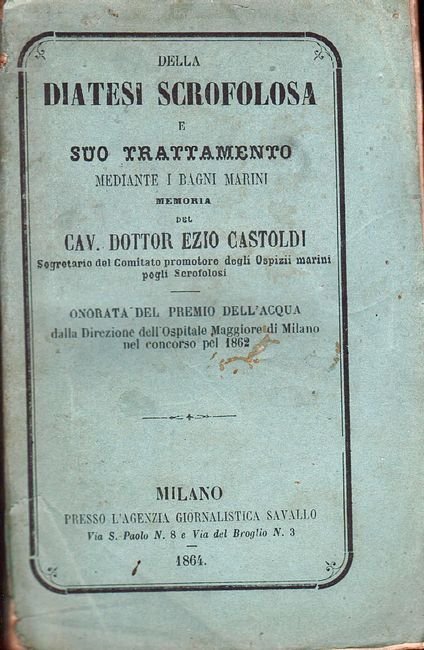 DELLA
DIATESI SCROFOLOSA
E
SUO TRATTAMENTO
MEDIANTE I BAGNI MARINI
MEMORIA
DEL
CAV. DOTTOR EZIO CASTOLDI
Segretario del Comitato promotore degli Ospizii marini
pegli Scrofolosi
ONORATA DEL PREMIO DELL'ACQUA
dalla Direzione dell'Ospitale Maggiore di Milano
nel concorso pel 1862
MILANO
PRESSO L'AGENZIA GIORNALISTICA SAVALLO
Via S. Paolo N. 8 e Via del Broglio N. 3
1864.